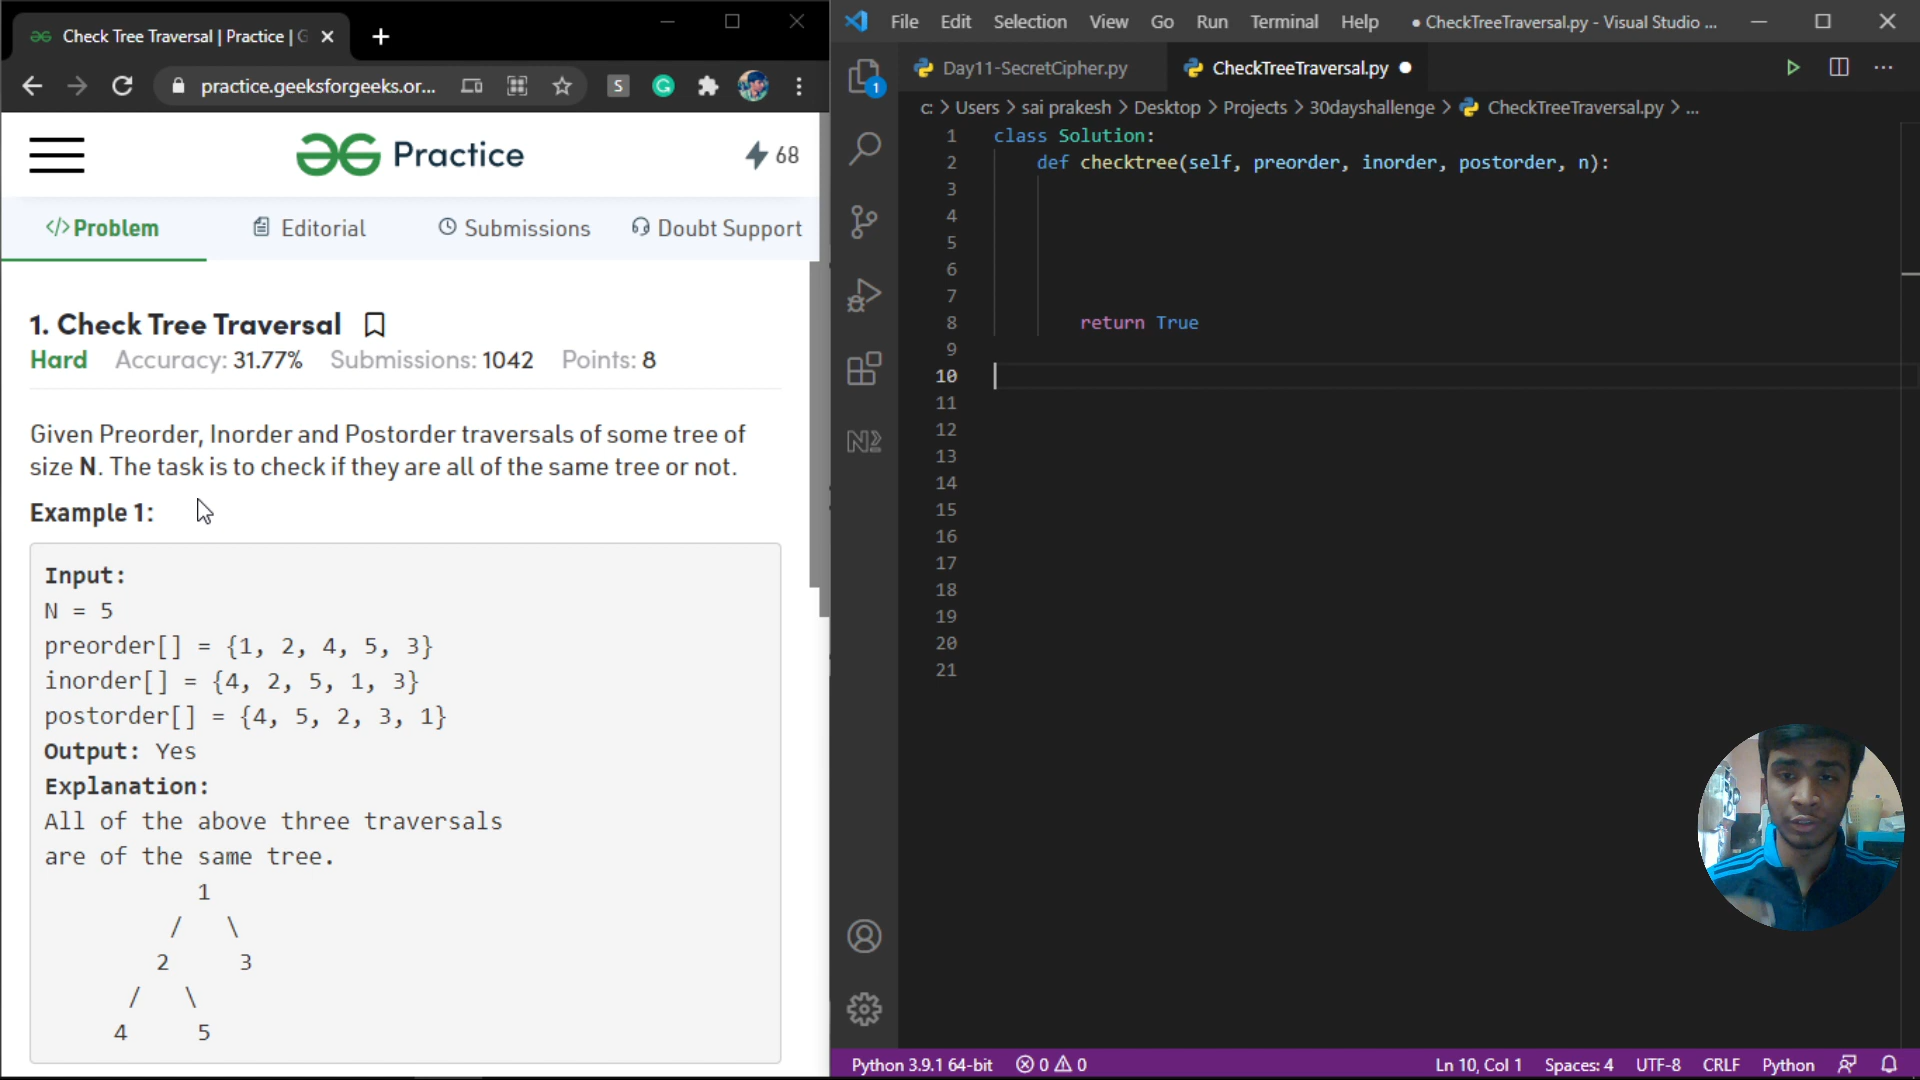 Check Tree Traversal | Practice | G
practice.geeksforgeeks.or...
S
G
Practice
68
</> Problem
Editorial
Submissions
Doubt Support
1. Check Tree Traversal
Hard Accuracy: 31.77% Submissions: 1042 Points: 8
Given Preorder, Inorder and Postorder traversals of some tree of
size N. The task is to check if they are all of the same tree or not.
Example 1:
Input:
N = 5
preorder[] = {1, 2, 4, 5, 3}
inorder[] = {4, 2, 5, 1, 3}
postorder[] = {4, 5, 2, 3, 1}
Output: Yes
Explanation:
All of the above three traversals
are of the same tree.
1
/ \
2 3
/ \
4 5
File Edit Selection View Go Run Terminal Help ● CheckTreeTraversal.py - Visual Studio ...
1
Day11-SecretCipher.py
CheckTreeTraversal.py ●
c: > Users > sai prakesh > Desktop > Projects > 30dayshallenge > CheckTreeTraversal.py > ...
1 class Solution:
2 def checktree(self, preorder, inorder, postorder, n):
3
4
5
6
7
8 return True
9
10
11
12
13
14
15
16
17
18
19
20
21
Python 3.9.1 64-bit 0 0 Ln 10, Col 1 Spaces: 4 UTF-8 CRLF Python